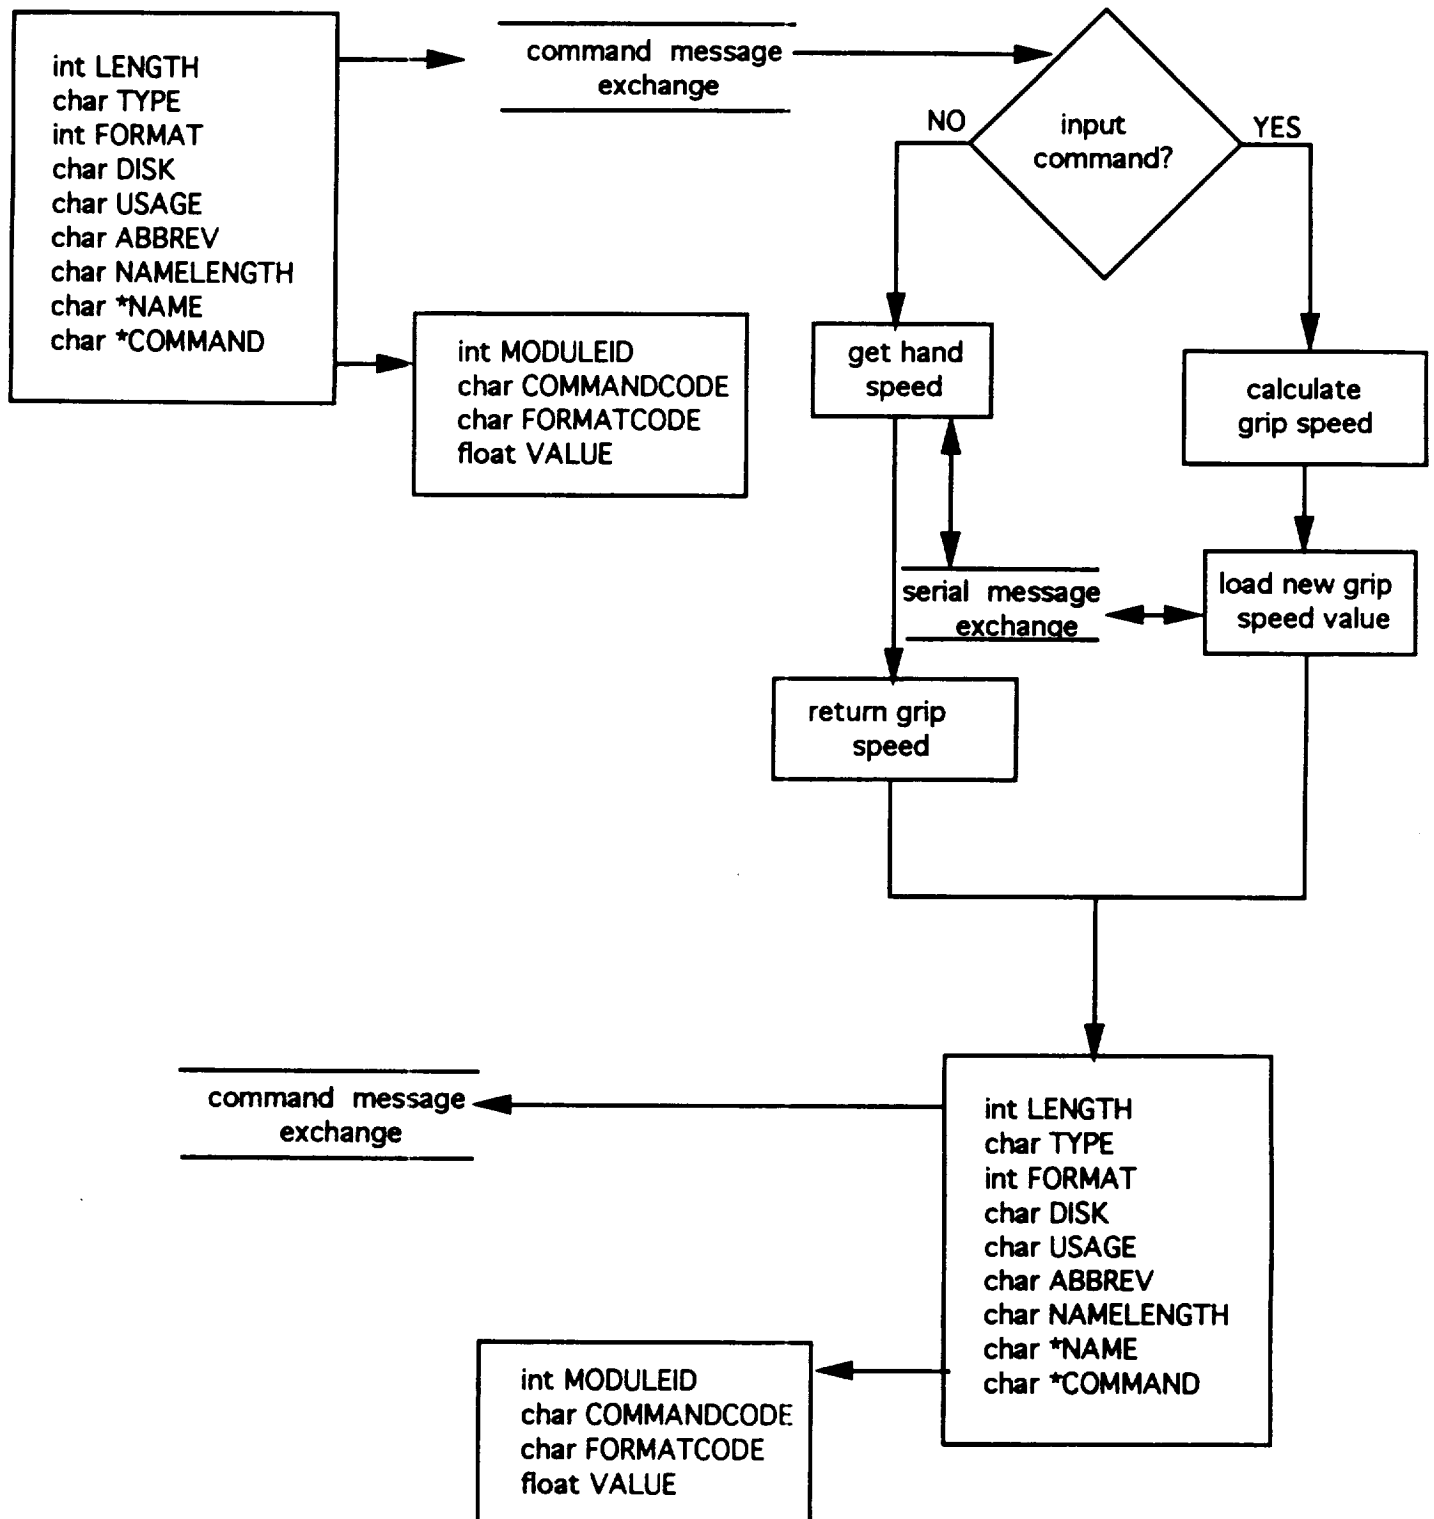 int LENGTH
char TYPE
int FORMAT
char DISK
char USAGE
char ABBREV
char NAMELENGTH
char *NAME
char *COMMAND
command message
exchange
input
command?
NO
YES
int MODULEID
char COMMANDCODE
char FORMATCODE
float VALUE
get hand
speed
calculate
grip speed
serial message
exchange
load new grip
speed value
return grip
speed
command message
exchange
int LENGTH
char TYPE
int FORMAT
char DISK
char USAGE
char ABBREV
char NAMELENGTH
char *NAME
char *COMMAND
int MODULEID
char COMMANDCODE
char FORMATCODE
float VALUE